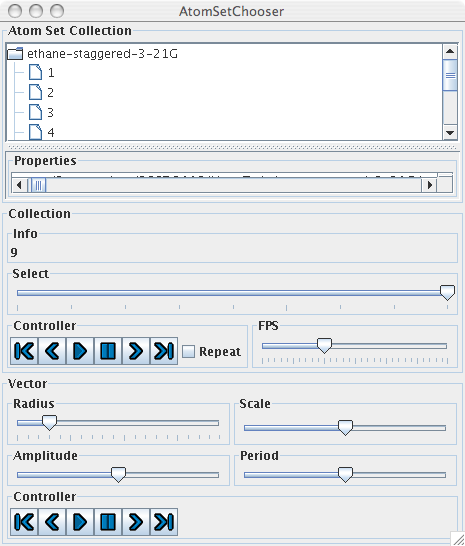 AtomSetChooser
Atom Set Collection
ethane-staggered-3-21G
1
2
3
4
Properties
Collection
Info
9
Select
Controller
FPS
Repeat
Vector
Radius
Scale
Amplitude
Period
Controller